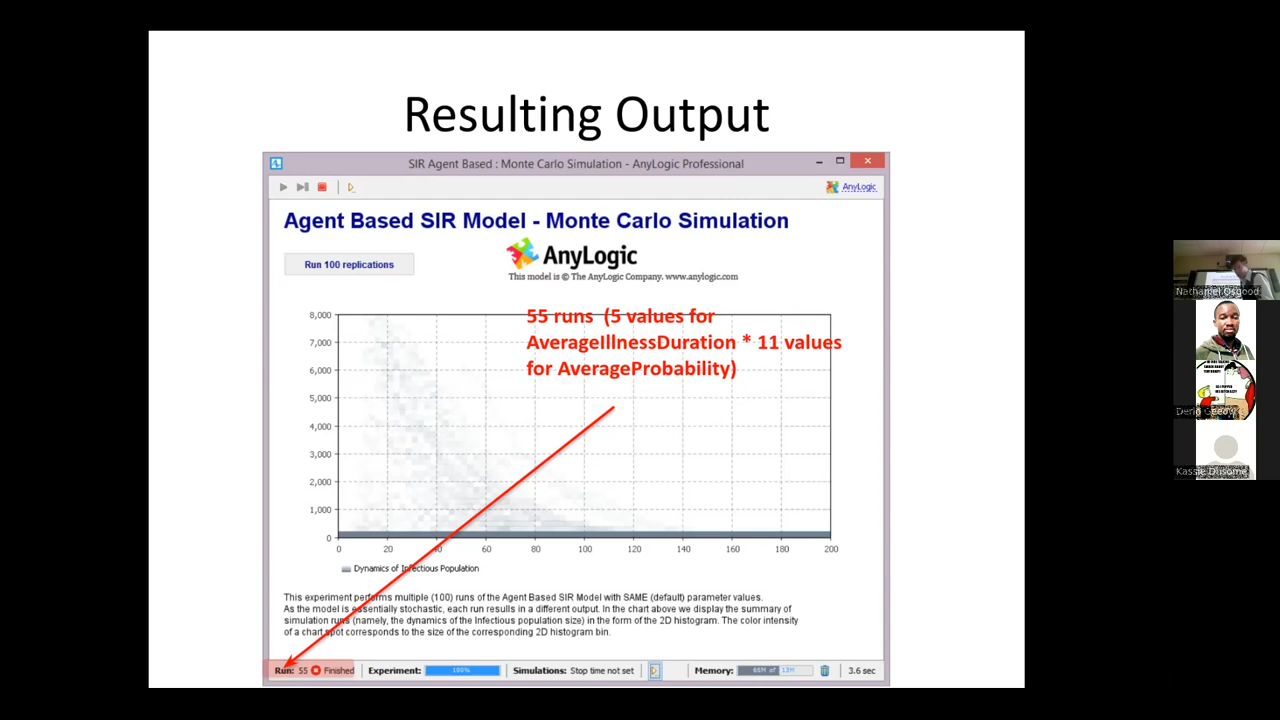 Resulting Output
SIR Agent Based : Monte Carlo Simulation - AnyLogic Professional
AnyLogic
Agent Based SIR Model - Monte Carlo Simulation
Run 100 replications
AnyLogic
This model is © The AnyLogic Company. www.anylogic.com
55 runs (5 values for
AverageIllnessDuration * 11 values
for AverageProbability)
8,000
7,000
6,000
5,000
4,000
3,000
2,000
1,000
0
0 20 40 60 80 100 120 140 160 180 200
Dynamics of Infectious Population
This experiment performs multiple (100) runs of the Agent Based SIR Model with SAME (default) parameter values.
As the model is essentially stochastic, each run results in a different output. In the chart above we display the summary of
simulation runs (namely, the dynamics of the Infectious population size) in the form of the 2D histogram. The color intensity
of a chart spot corresponds to the size of the corresponding 2D histogram bin.
Run: 55 Finished Experiment: 100% Simulations: Stop time not set Memory: of 3.6 sec
Nathaniel Osgood
Kassie Dusome